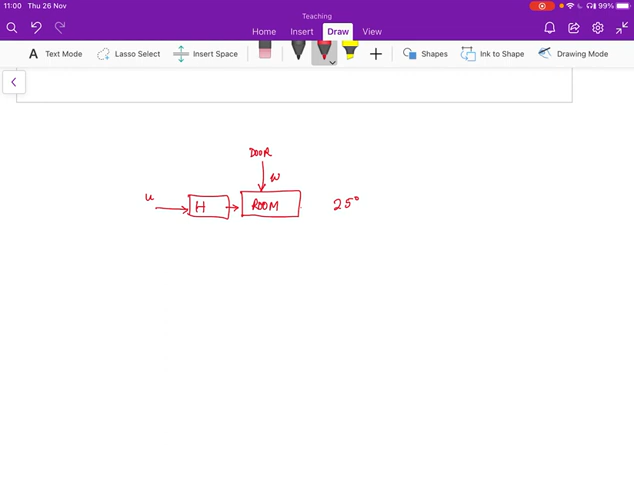 11:00 Thu 26 Nov
99%
Teaching
Home Insert Draw View
A Text Mode Lasso Select Insert Space Shapes Ink to Shape Drawing Mode
DOOR
w
u H ROOM 25°